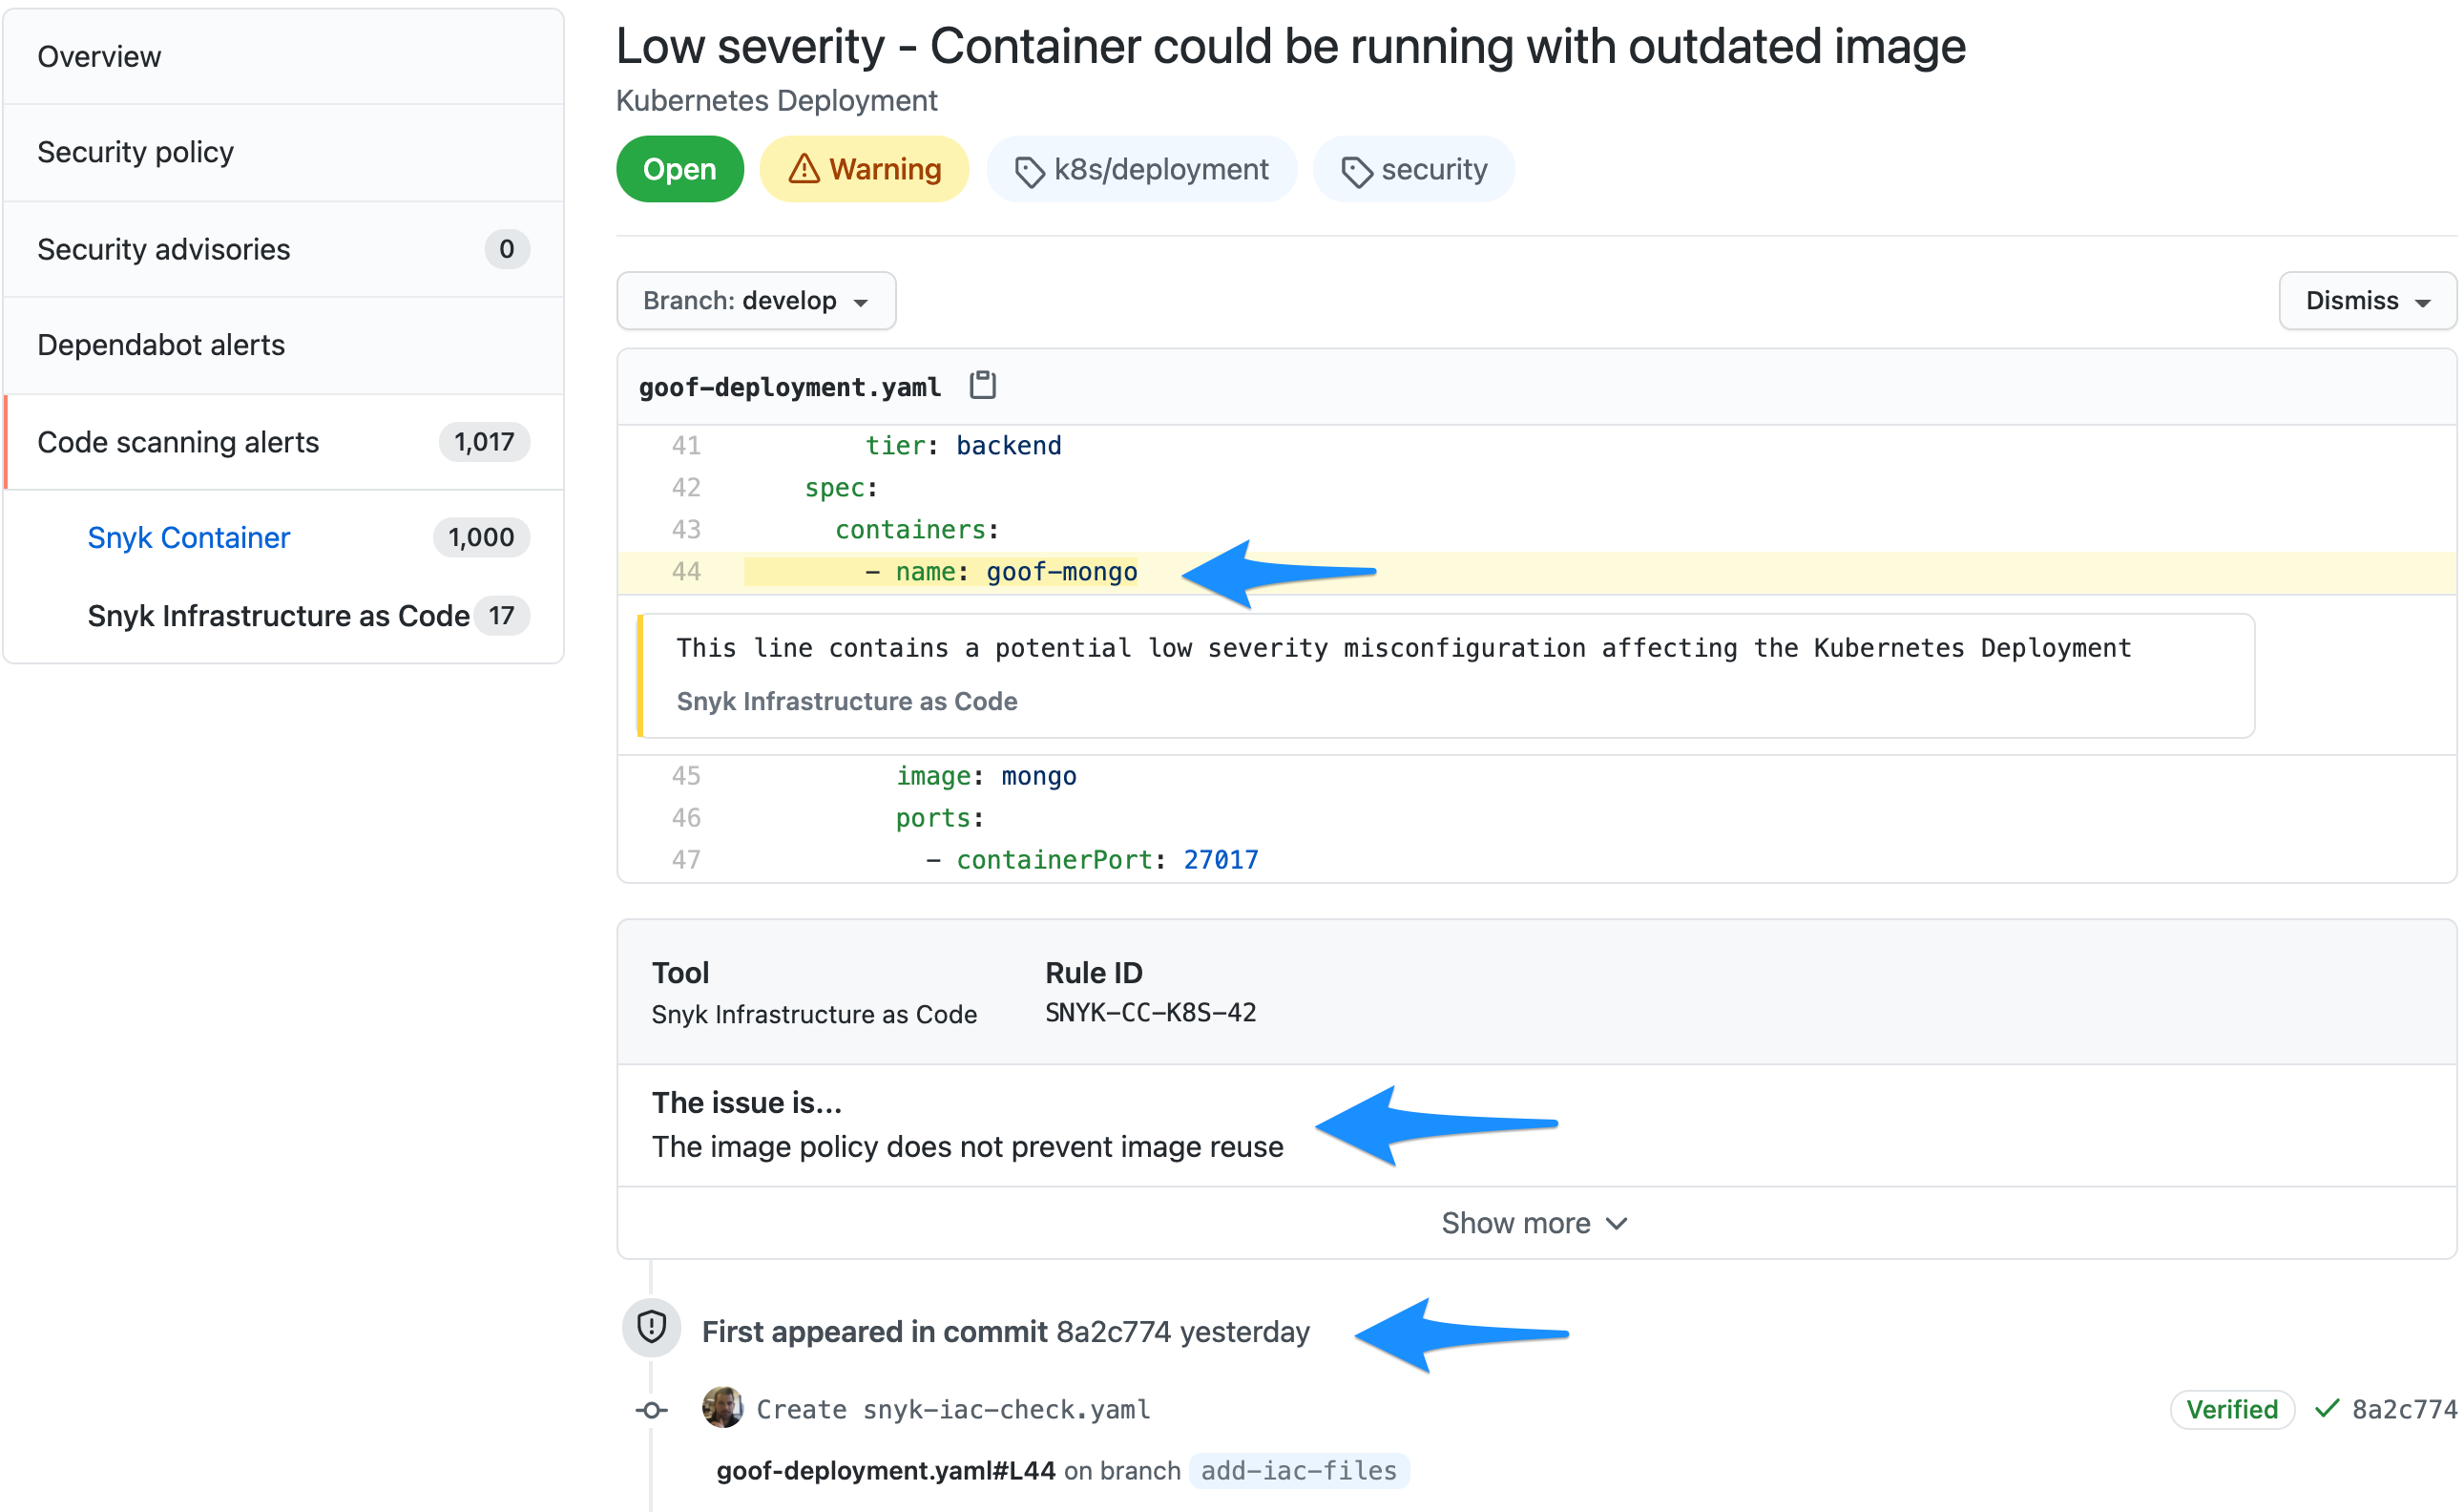 Overview
Security policy
Security advisories 0
Dependabot alerts
Code scanning alerts 1,017
Snyk Container 1,000
Snyk Infrastructure as Code 17
Low severity - Container could be running with outdated image
Kubernetes Deployment
Open Warning k8s/deployment security
Branch: develop Dismiss
goof-deployment.yaml
41 tier: backend
42 spec:
43 containers:
44 - name: goof-mongo
This line contains a potential low severity misconfiguration affecting the Kubernetes Deployment
Snyk Infrastructure as Code
45 image: mongo
46 ports:
47 - containerPort: 27017
Tool Rule ID
Snyk Infrastructure as Code SNYK-CC-K8S-42
The issue is...
The image policy does not prevent image reuse
Show more
First appeared in commit 8a2c774 yesterday
Create snyk-iac-check.yaml Verified 8a2c774
goof-deployment.yaml#L44 on branch add-iac-files